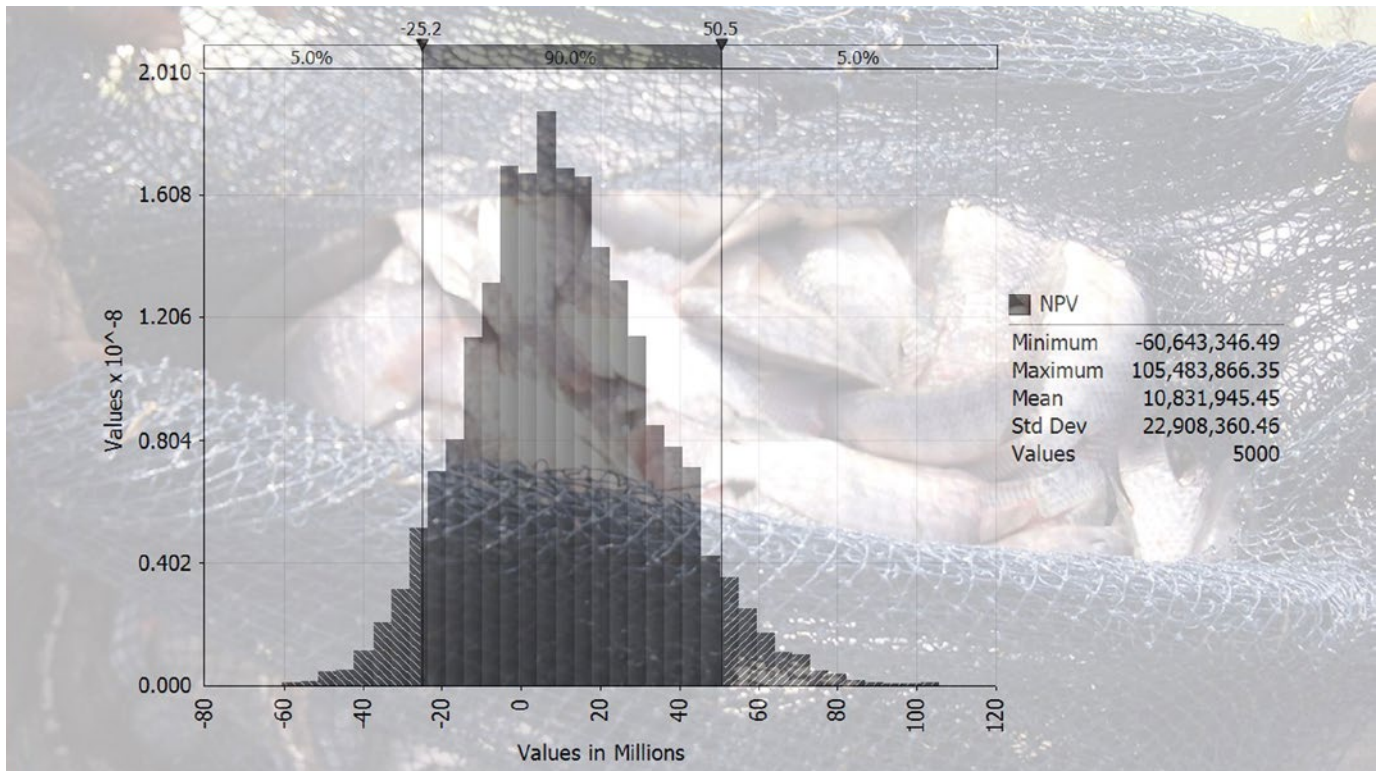 -25.2 50.5
5.0% 90.0% 5.0%
2.010
1.608
1.206
0.804
0.402
0.000
Values x 10^-8
-80 -60 -40 -20 0 20 40 60 80 100 120
Values in Millions
NPV
Minimum -60,643,346.49
Maximum 105,483,866.35
Mean 10,831,945.45
Std Dev 22,908,360.46
Values 5000